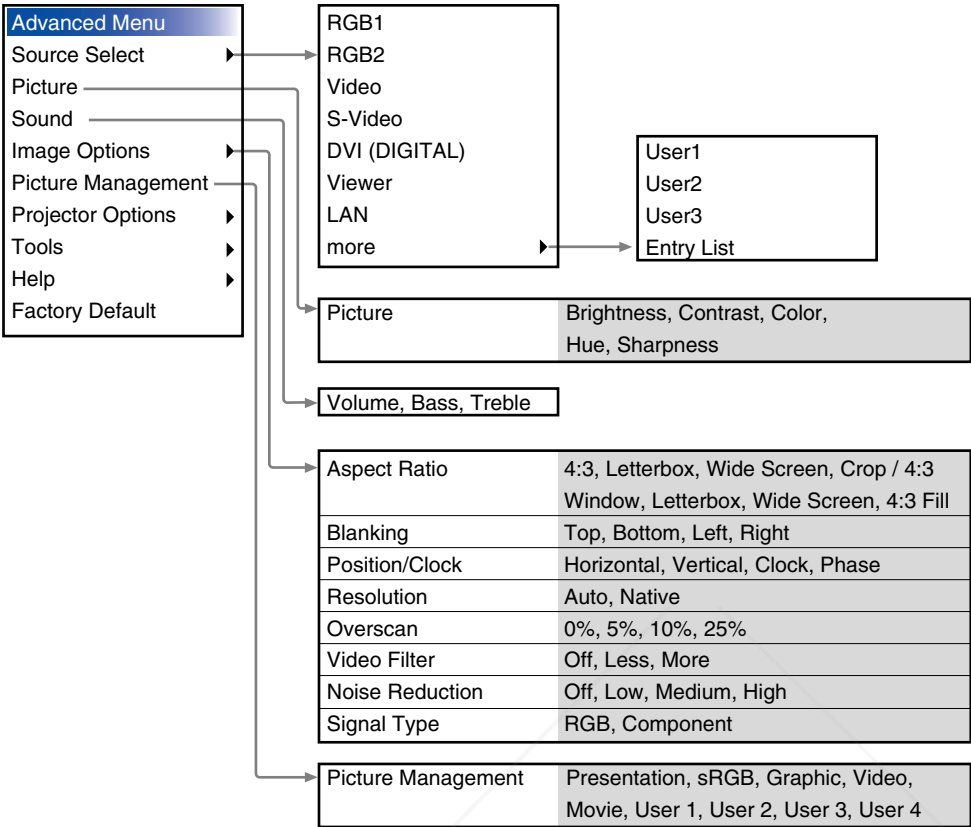 Advanced Menu
Source Select
Picture
Sound
Image Options
Picture Management
Projector Options
Tools
Help
Factory Default
RGB1
RGB2
Video
S-Video
DVI (DIGITAL)
Viewer
LAN
more
User1
User2
User3
Entry List
Picture Brightness, Contrast, Color,
Hue, Sharpness
Volume, Bass, Treble
Aspect Ratio 4:3, Letterbox, Wide Screen, Crop / 4:3
Window, Letterbox, Wide Screen, 4:3 Fill
Blanking Top, Bottom, Left, Right
Position/Clock Horizontal, Vertical, Clock, Phase
Resolution Auto, Native
Overscan 0%, 5%, 10%, 25%
Video Filter Off, Less, More
Noise Reduction Off, Low, Medium, High
Signal Type RGB, Component
Picture Management Presentation, sRGB, Graphic, Video,
Movie, User 1, User 2, User 3, User 4